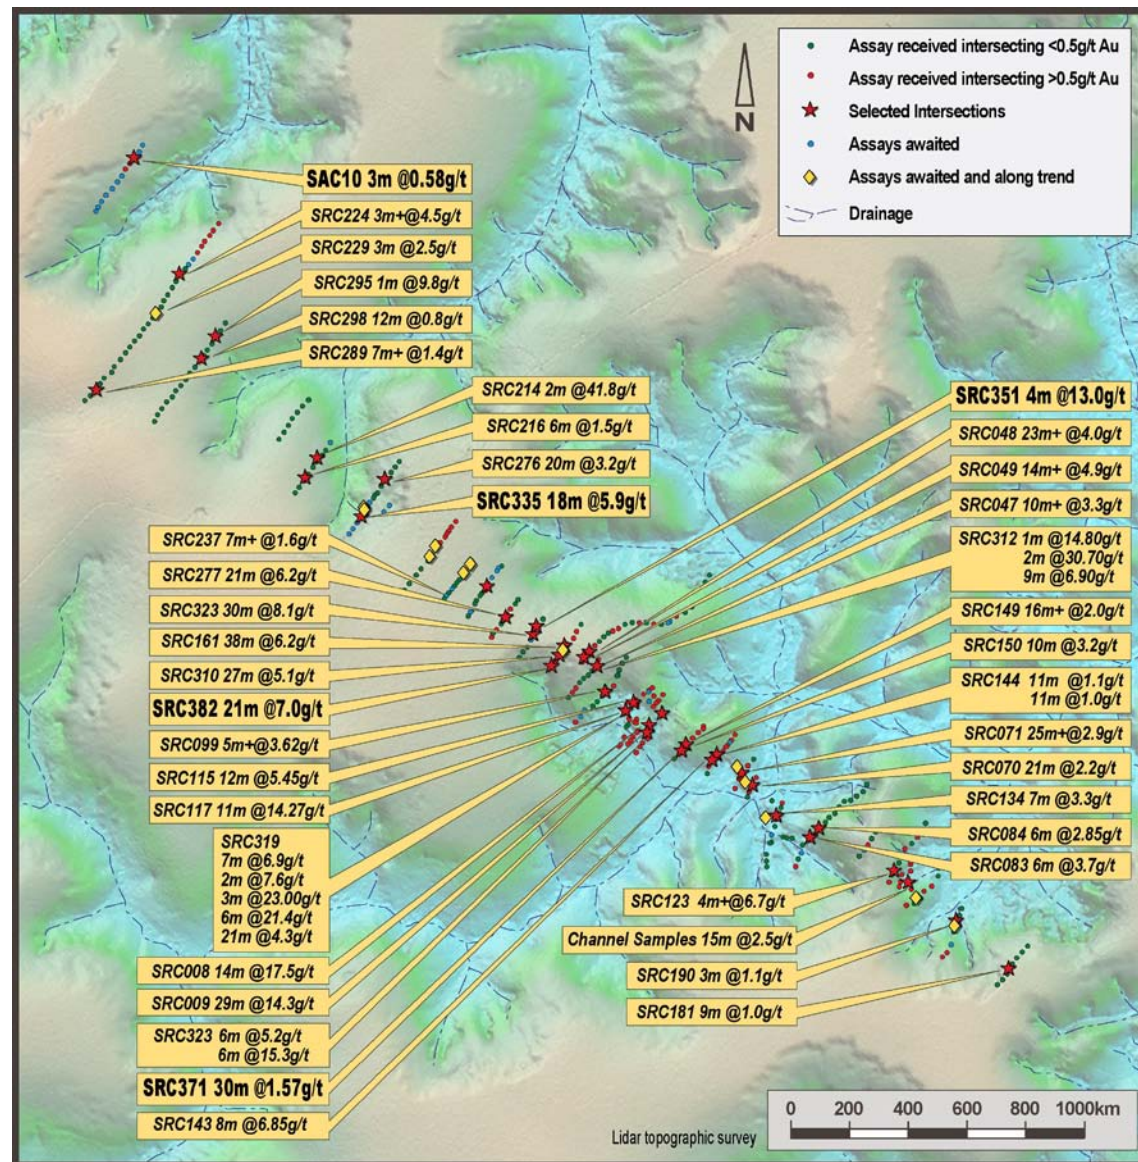 Assay received intersecting <0.5g/t Au
Assay received intersecting >0.5g/t Au
Selected Intersections
Assays awaited
Assays awaited and along trend
Drainage
N
SAC10 3m @0.58g/t
SRC224 3m+@4.5g/t
SRC229 3m @2.5g/t
SRC295 1m @9.8g/t
SRC298 12m @0.8g/t
SRC289 7m+ @1.4g/t
SRC214 2m @41.8g/t
SRC216 6m @1.5g/t
SRC276 20m @3.2g/t
SRC335 18m @5.9g/t
SRC351 4m @13.0g/t
SRC048 23m+ @4.0g/t
SRC049 14m+ @4.9g/t
SRC047 10m+ @3.3g/t
SRC312 1m @14.80g/t
2m @30.70g/t
9m @6.90g/t
SRC149 16m+ @2.0g/t
SRC150 10m @3.2g/t
SRC144 11m @1.1g/t
11m @1.0g/t
SRC071 25m+@2.9g/t
SRC070 21m @2.2g/t
SRC134 7m @3.3g/t
SRC084 6m @2.85g/t
SRC083 6m @3.7g/t
SRC237 7m+ @1.6g/t
SRC277 21m @6.2g/t
SRC323 30m @8.1g/t
SRC161 38m @6.2g/t
SRC310 27m @5.1g/t
SRC382 21m @7.0g/t
SRC099 5m+@3.62g/t
SRC115 12m @5.45g/t
SRC117 11m @14.27g/t
SRC319
7m @6.9g/t
2m @7.6g/t
3m @23.00g/t
6m @21.4g/t
21m @4.3g/t
SRC008 14m @17.5g/t
SRC009 29m @14.3g/t
SRC323 6m @5.2g/t
6m @15.3g/t
SRC371 30m @1.57g/t
SRC143 8m @6.85g/t
SRC123 4m+@6.7g/t
Channel Samples 15m @2.5g/t
SRC190 3m @1.1g/t
SRC181 9m @1.0g/t
Lidar topographic survey
0 200 400 600 800 1000km